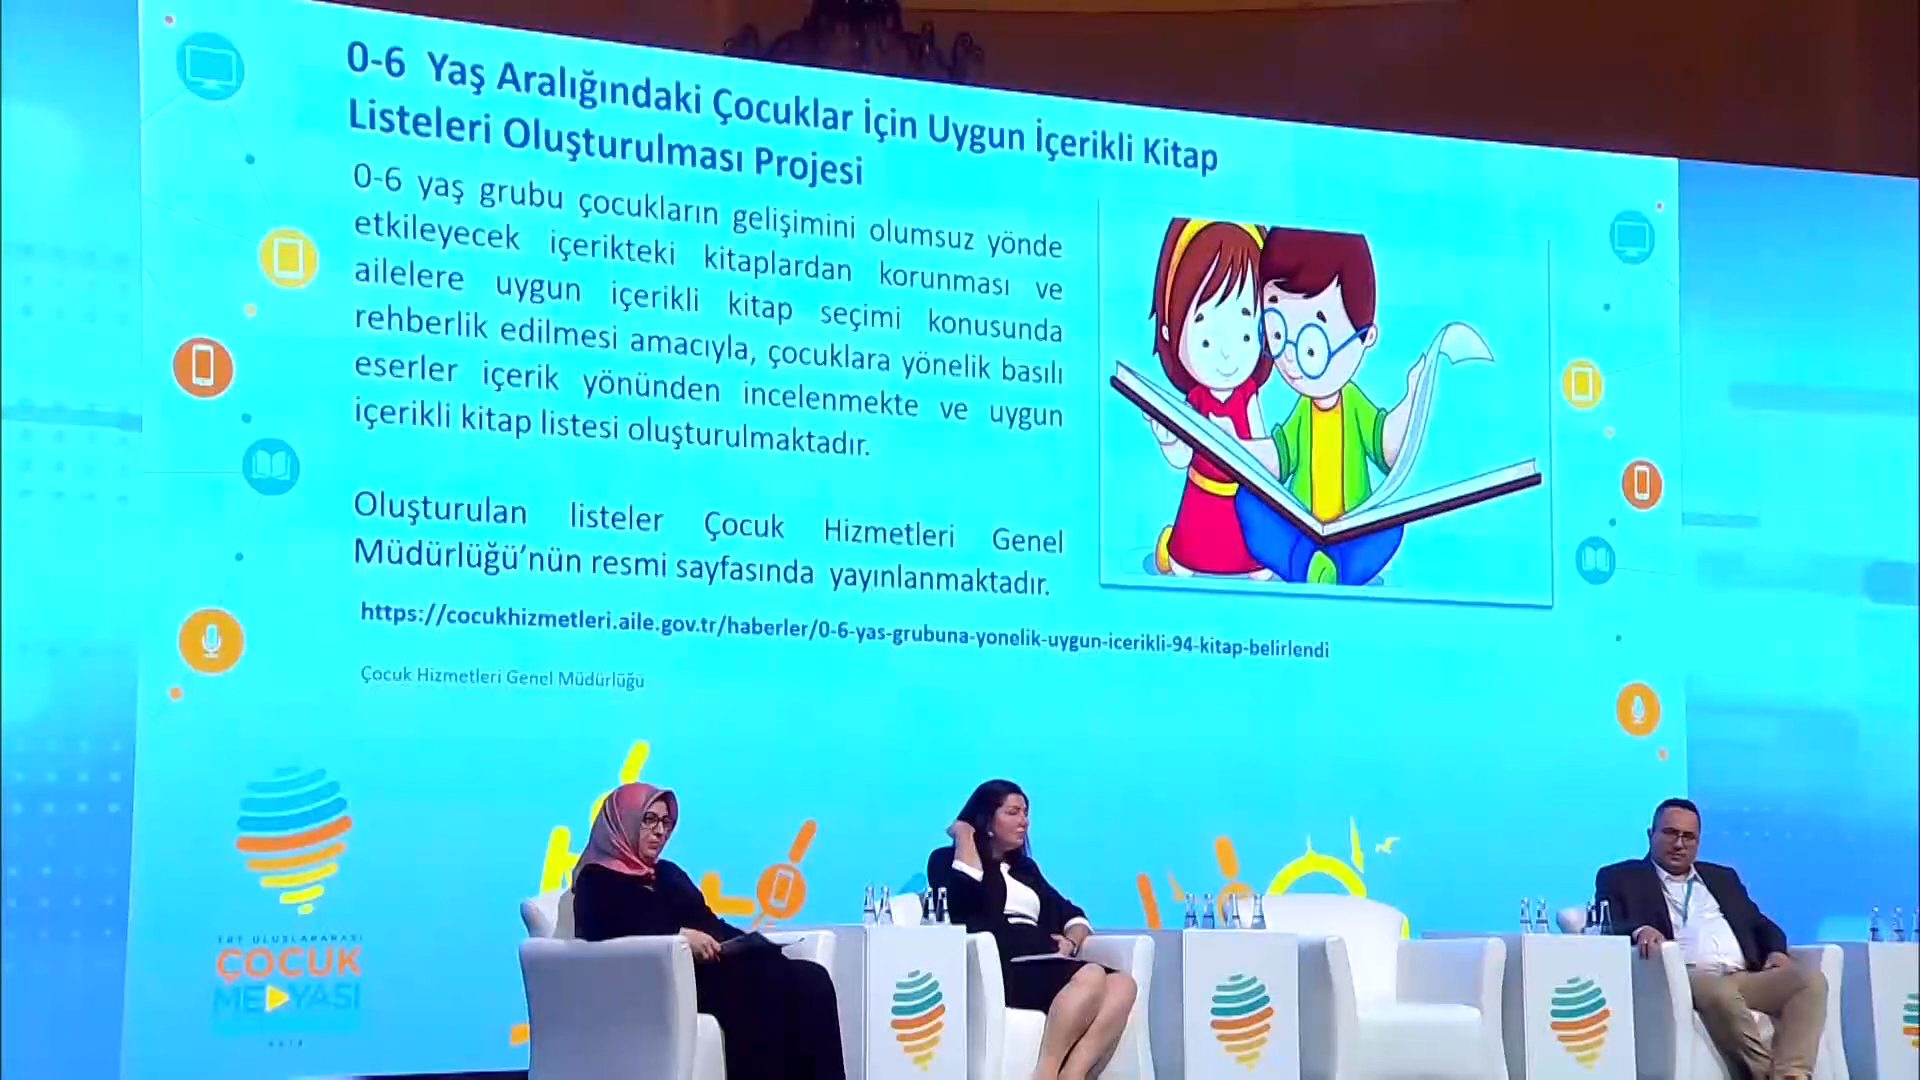 0-6 Yaş Aralığındaki Çocuklar İçin Uygun İçerikli Kitap
Listeleri Oluşturulması Projesi
0-6 yaş grubu çocukların gelişimini olumsuz yönde
etkileyecek içerikteki kitaplardan korunması ve
ailelere uygun içerikli kitap seçimi konusunda
rehberlik edilmesi amacıyla, çocuklara yönelik basılı
eserler içerik yönünden incelenmekte ve uygun
içerikli kitap listesi oluşturulmaktadır.
Oluşturulan listeler Çocuk Hizmetleri Genel
Müdürlüğü’nün resmi sayfasında yayınlanmaktadır.
https://cocukhizmetleri.aile.gov.tr/haberler/0-6-yas-grubuna-yonelik-uygun-icerikli-94-kitap-belirlendi
Çocuk Hizmetleri Genel Müdürlüğü
TRT ULUSLARARASI
ÇOCUK
MEDYASI